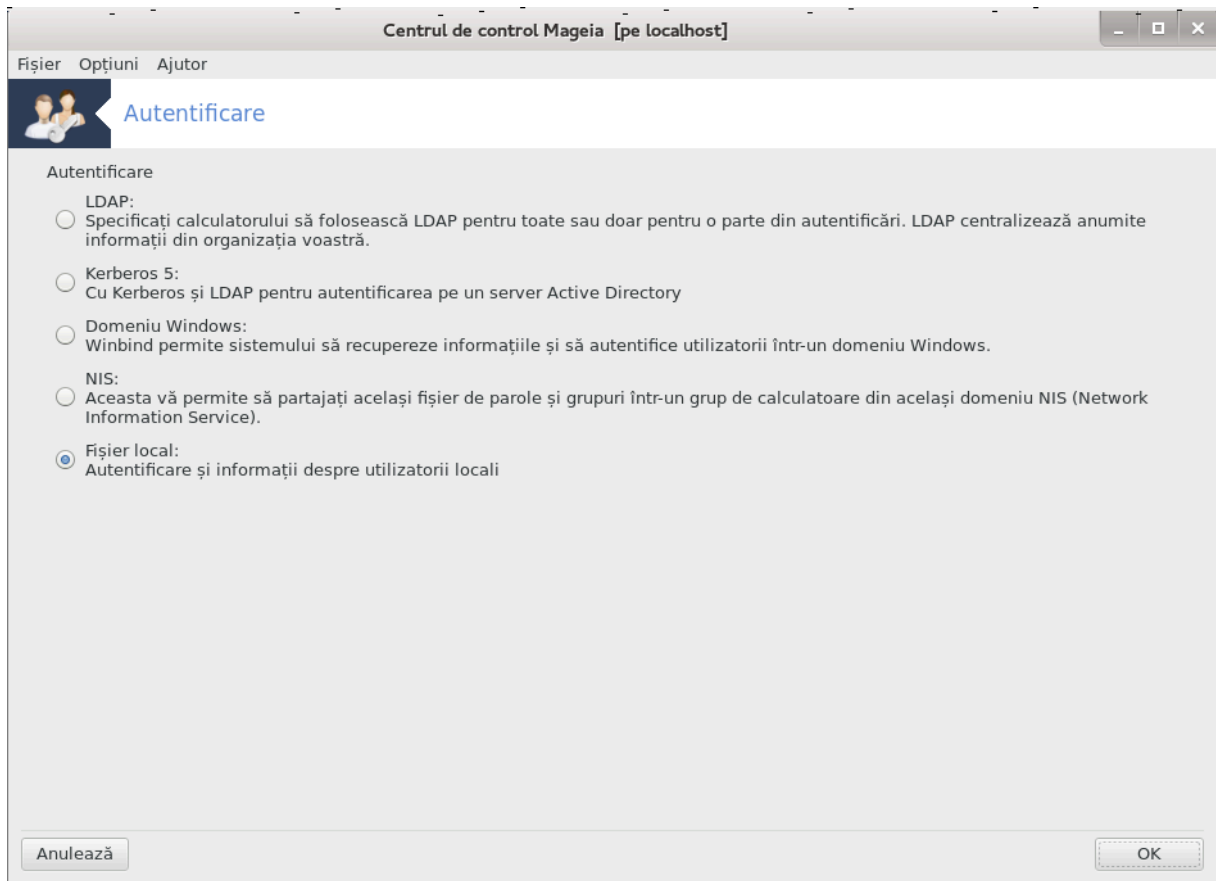 Centrul de control Mageia [pe localhost]
Fișier Opțiuni Ajutor
Autentificare
Autentificare
LDAP:
Specificați calculatorului să folosească LDAP pentru toate sau doar pentru o parte din autentificări. LDAP centralizează anumite
informații din organizația voastră.
Kerberos 5:
Cu Kerberos și LDAP pentru autentificarea pe un server Active Directory
Domeniu Windows:
Winbind permite sistemului să recupereze informațiile și să autentifice utilizatorii într-un domeniu Windows.
NIS:
Aceasta vă permite să partajați același fișier de parole și grupuri într-un grup de calculatoare din același domeniu NIS (Network
Information Service).
Fișier local:
Autentificare și informații despre utilizatorii locali
Anulează OK